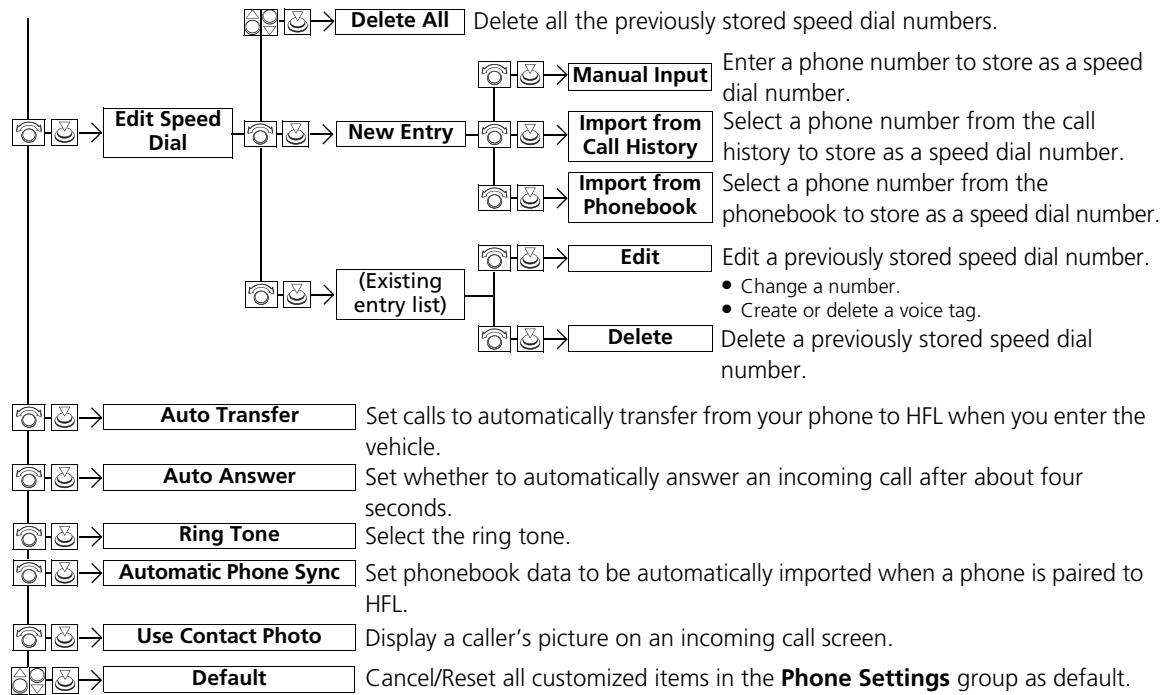 Delete All
Delete all the previously stored speed dial numbers.
Edit Speed
Dial
New Entry
Manual Input
Enter a phone number to store as a speed
dial number.
Import from
Call History
Select a phone number from the call
history to store as a speed dial number.
Import from
Phonebook
Select a phone number from the
phonebook to store as a speed dial number.
(Existing
entry list)
Edit
Edit a previously stored speed dial number.
● Change a number.
● Create or delete a voice tag.
Delete
Delete a previously stored speed dial
number.
Auto Transfer
Set calls to automatically transfer from your phone to HFL when you enter the
vehicle.
Auto Answer
Set whether to automatically answer an incoming call after about four
seconds.
Ring Tone
Select the ring tone.
Automatic Phone Sync
Set phonebook data to be automatically imported when a phone is paired to
HFL.
Use Contact Photo
Display a caller’s picture on an incoming call screen.
Default
Cancel/Reset all customized items in the Phone Settings group as default.